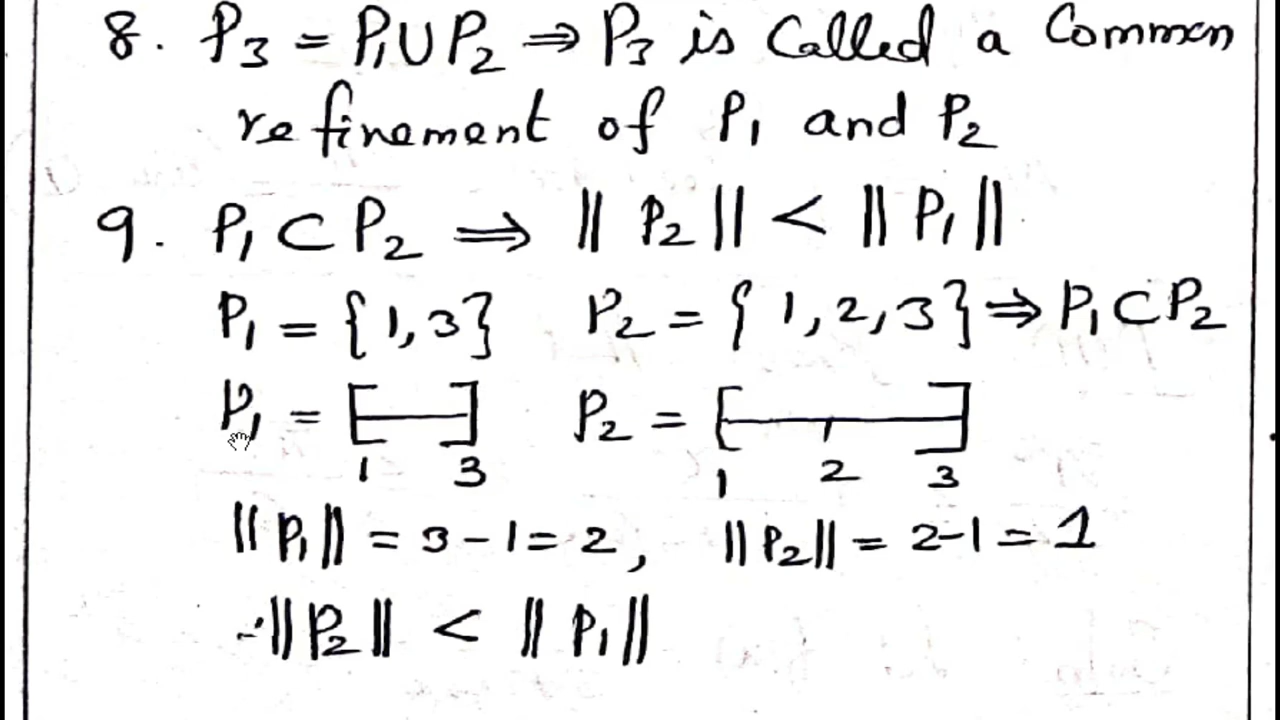 8. P₃ = P₁ ∪ P₂ ⇒ P₃ is Called a Common
refinement of P₁ and P₂
9. P₁ ⊂ P₂ ⇒ || P₂ || < || P₁ ||
P₁ = {1,3} P₂ = { 1, 2, 3} ⇒ P₁ ⊂ P₂
P₁ = [ ] P₂ = [ ]
1 3 1 2 3
|| P₁ || = 3 - 1 = 2, || P₂ || = 2-1 = 1
∴ || P₂ || < || P₁ ||